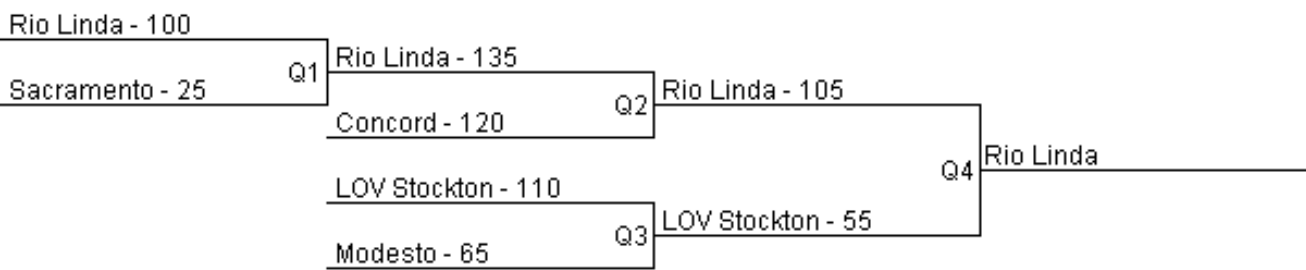 Rio Linda - 100
Sacramento - 25
Q1
Rio Linda - 135
Concord - 120
Q2
LOV Stockton - 110
Modesto - 65
Q3
Rio Linda - 105
LOV Stockton - 55
Q4
Rio Linda